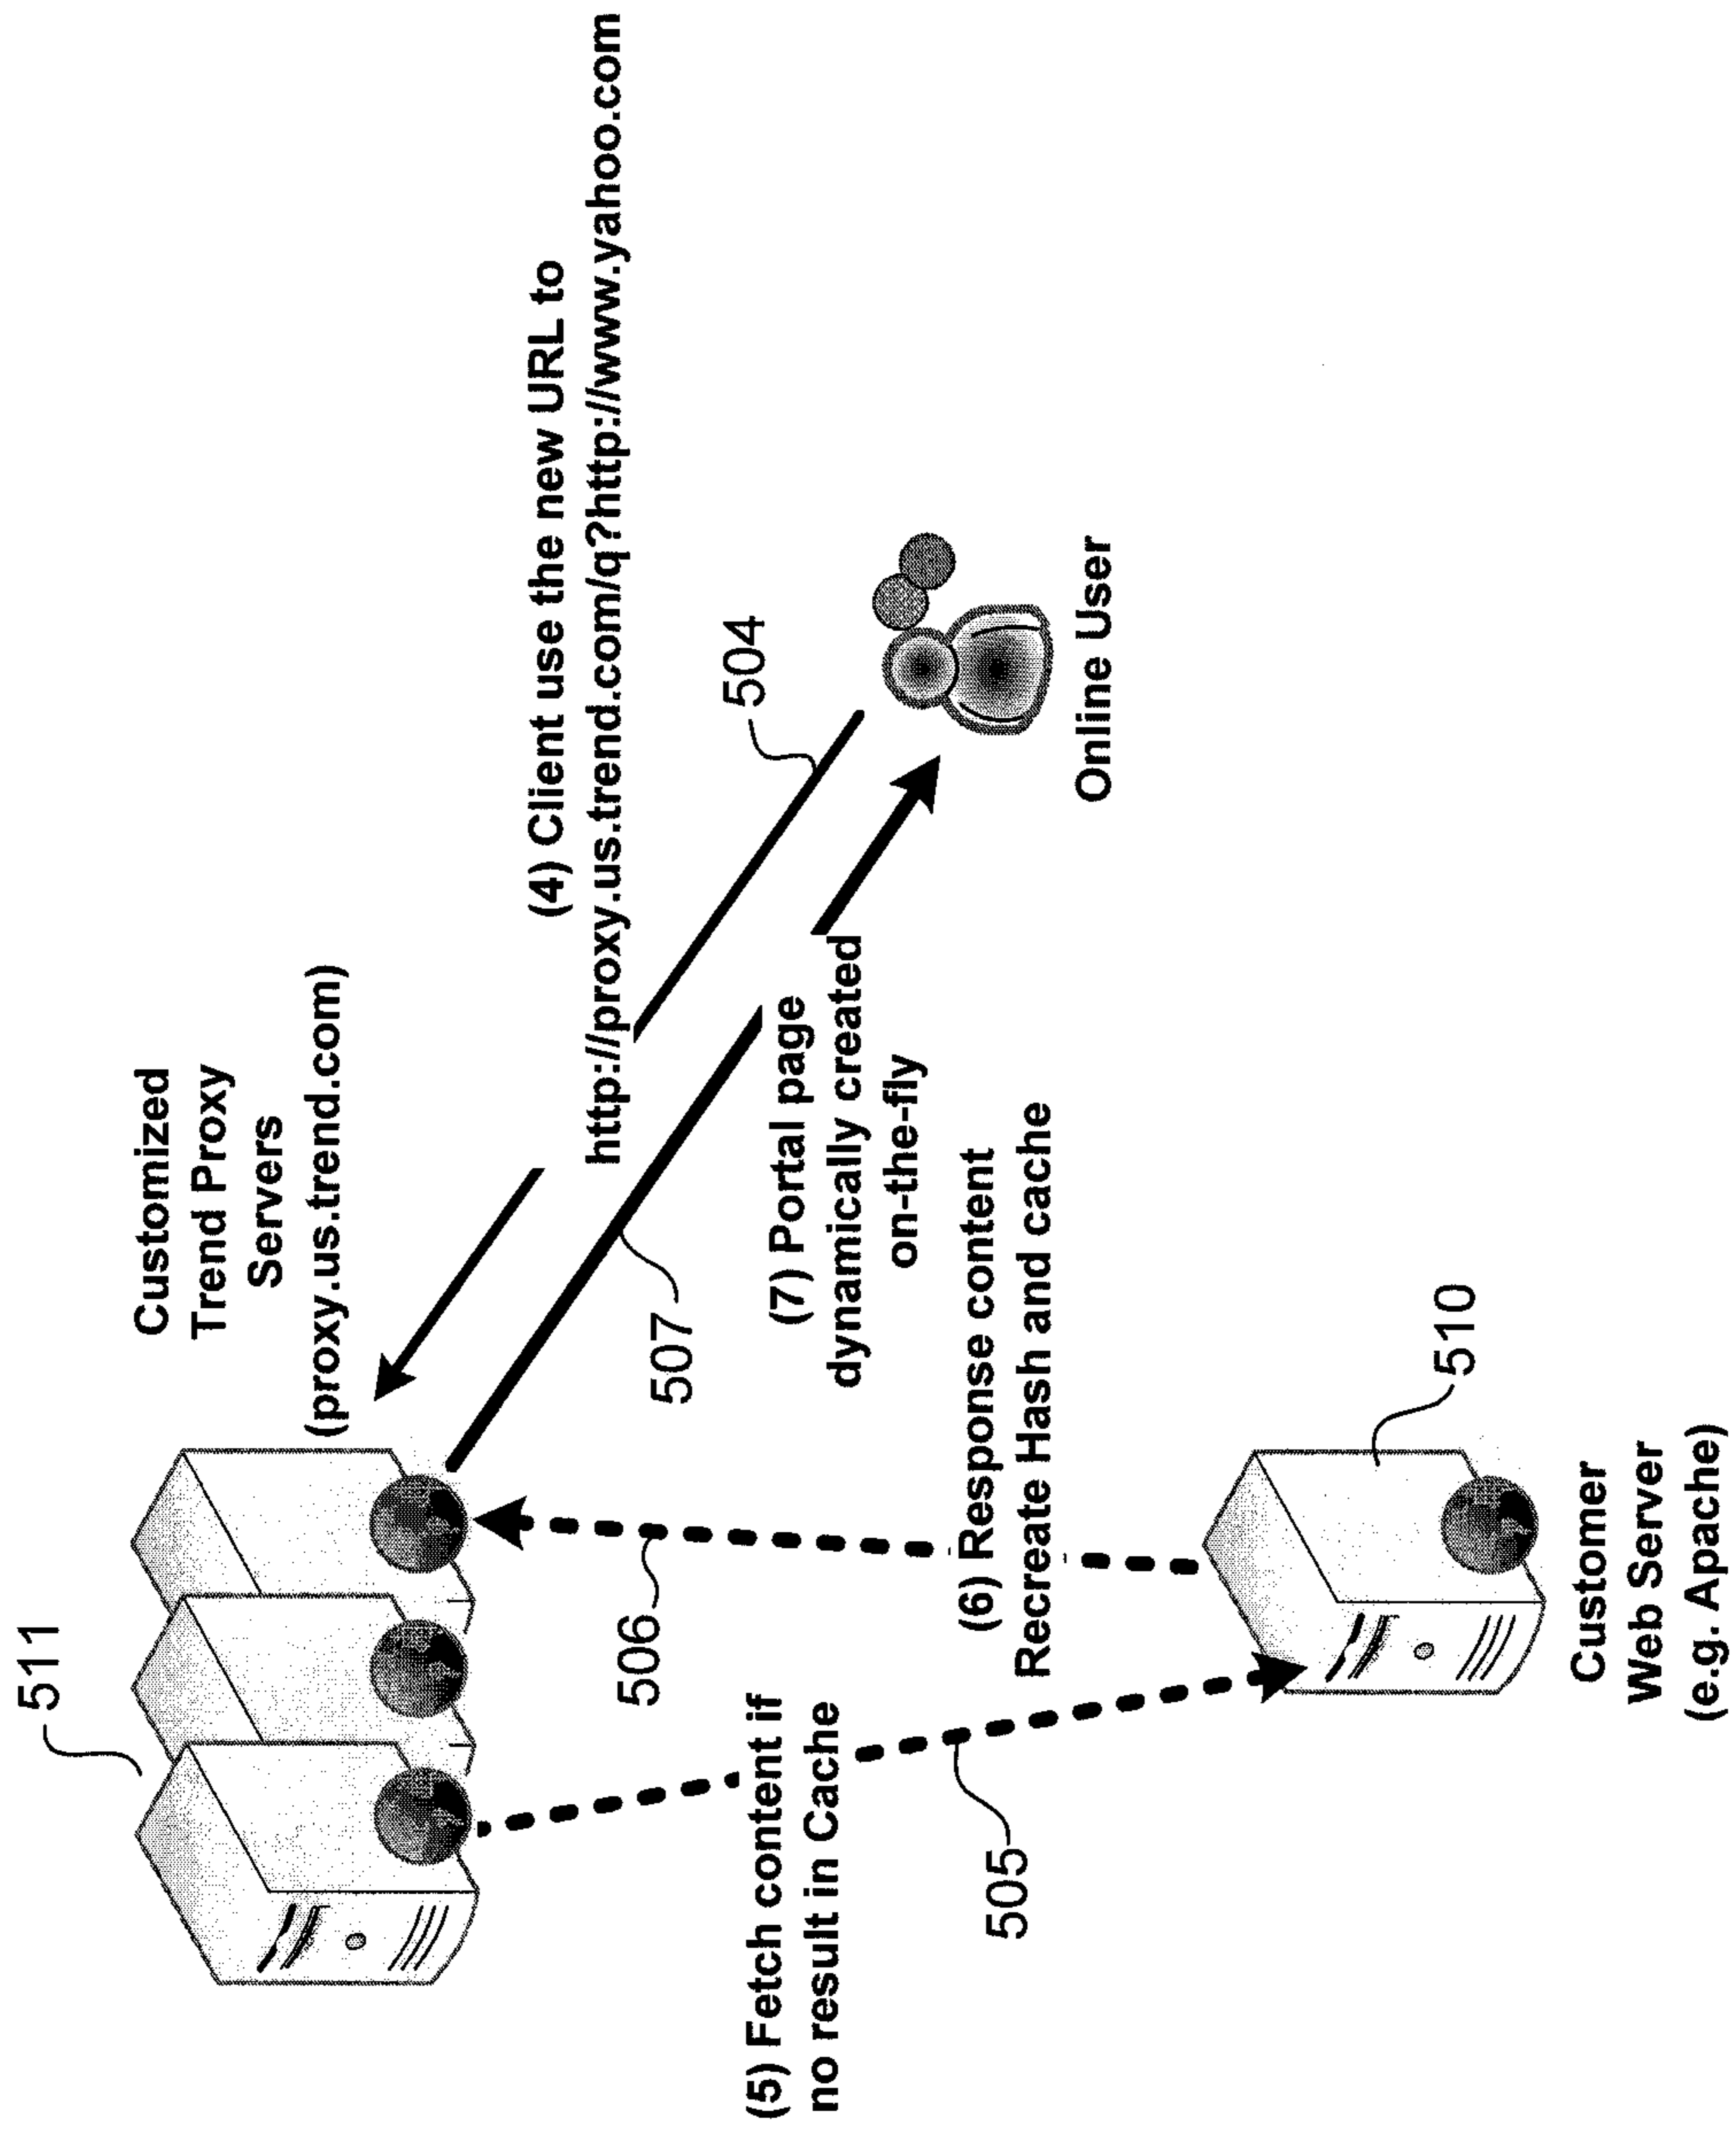 511
Customized
Trend Proxy
Servers
(proxy.us.trend.com)
(4) Client use the new URL to
http://proxy.us.trend.com/q?http://www.yahoo.com
504
507
506
(5) Fetch content if
no result in Cache
505
(7) Portal page
dynamically created
on-the-fly
(6) Response content
Recreate Hash and cache
Online User
510
Customer
Web Server
(e.g. Apache)